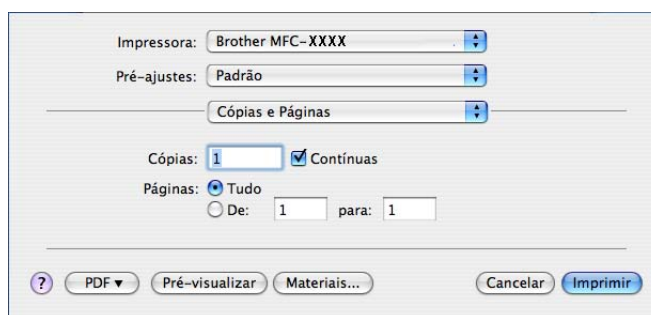 Impressora: Brother MFC-XXXX
Pré-ajustes: Padrão
Cópias e Páginas
Cópias: 1 Contínuas
Páginas: Tudo
De: 1 para: 1
? PDF Pré-visualizar Materiais... Cancelar Imprimir